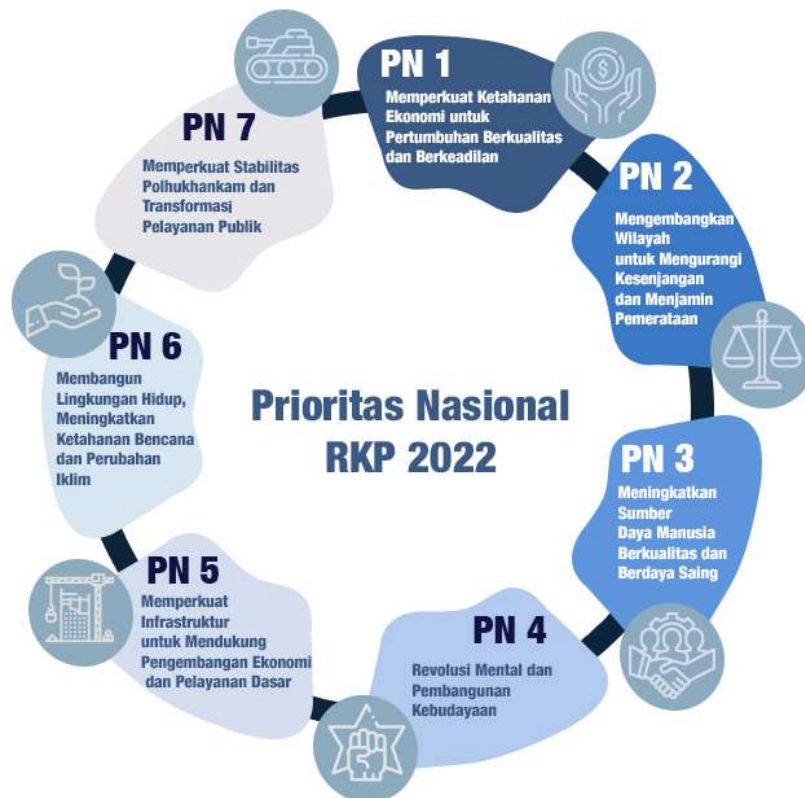 PN 1
Memperkuat Ketahanan
Ekonomi untuk
Pertumbuhan Berkualitas
dan Berkeadilan
PN 2
Mengembangkan
Wilayah
untuk Mengurangi
Kesenjangan
dan Menjamin
Pemerataan
PN 3
Meningkatkan
Sumber
Daya Manusia
Berkualitas dan
Berdaya Saing
PN 4
Revolusi Mental dan
Pembangunan
Kebudayaan
PN 5
Memperkuat
Infrastruktur
untuk Mendukung
Pengembangan Ekonomi
dan Pelayanan Dasar
PN 6
Membangun
Lingkungan Hidup,
Meningkatkan
Ketahanan Bencana
dan Perubahan
Iklim
PN 7
Memperkuat Stabilitas
Polhukhankam dan
Transformasi
Pelayanan Publik
Prioritas Nasional
RKP 2022